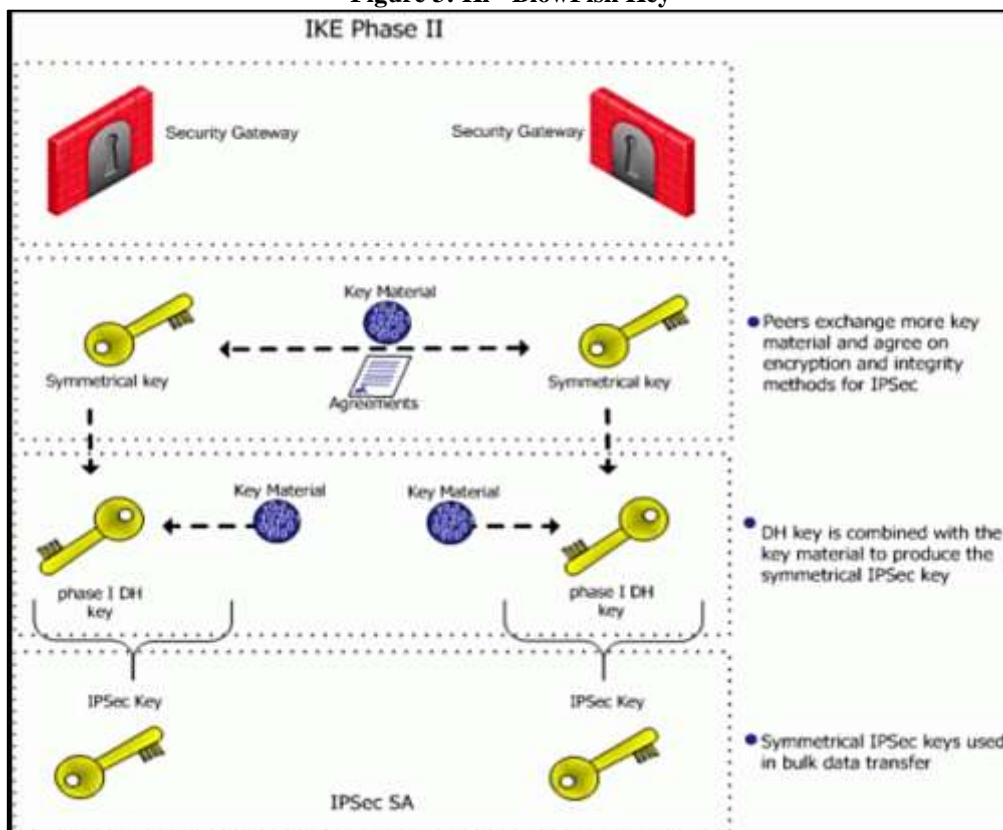 IKE Phase II
Security Gateway
Security Gateway
Key Material
Symmetrical key
Symmetrical key
Agreements
Peers exchange more key
material and agree on
encryption and integrity
methods for IPSec
Key Material
Key Material
phase I DH
key
phase I DH
key
DH key is combined with the
key material to produce the
symmetrical IPSec key
IPSec Key
IPSec Key
IPSec SA
Symmetrical IPSec keys used
in bulk data transfer